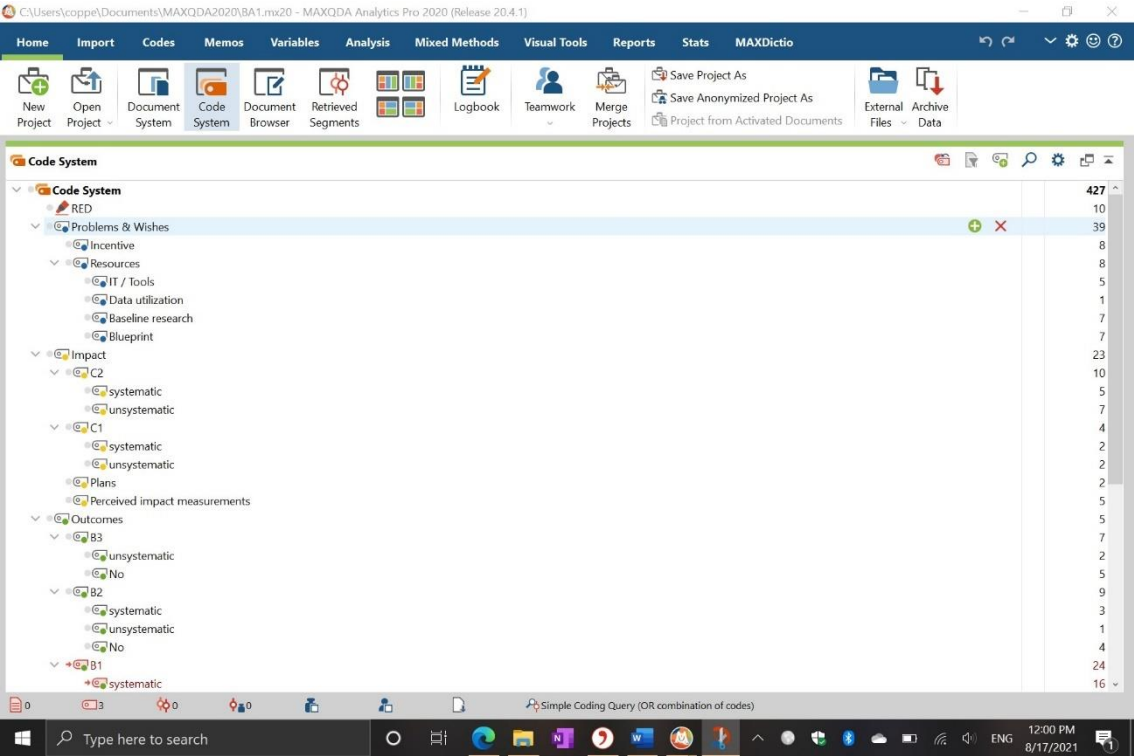 C:\Users\coppe\Documents\MAXQDA2020\BA1.mx20 - MAXQDA Analytics Pro 2020 (Release 20.4.1)
Home Import Codes Memos Variables Analysis Mixed Methods Visual Tools Reports Stats MAXDictio
New Project
Open Project
Document System
Code System
Document Browser
Retrieved Segments
Logbook
Teamwork
Merge Projects
Save Project As
Save Anonymized Project As
Project from Activated Documents
External Files
Archive Data
Code System
Code System 427
RED 10
Problems & Wishes 39
Incentive 8
Resources 8
IT / Tools 5
Data utilization 1
Baseline research 7
Blueprint 7
Impact 23
C2 10
systematic 5
unsystematic 7
C1 4
systematic 2
unsystematic 2
Plans 2
Perceived impact measurements 5
Outcomes 5
B3 7
unsystematic 2
No 5
B2 9
systematic 3
unsystematic 1
No 4
B1 24
systematic 16
0 3 0 0 Simple Coding Query (OR combination of codes)
Type here to search ENG 12:00 PM
8/17/2021 1